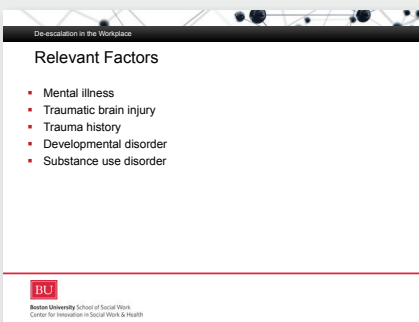 De-escalation in the Workplace
Relevant Factors
▪ Mental illness
▪ Traumatic brain injury
▪ Trauma history
▪ Developmental disorder
▪ Substance use disorder
BU
Boston University School of Social Work
Center for Innovation in Social Work & Health